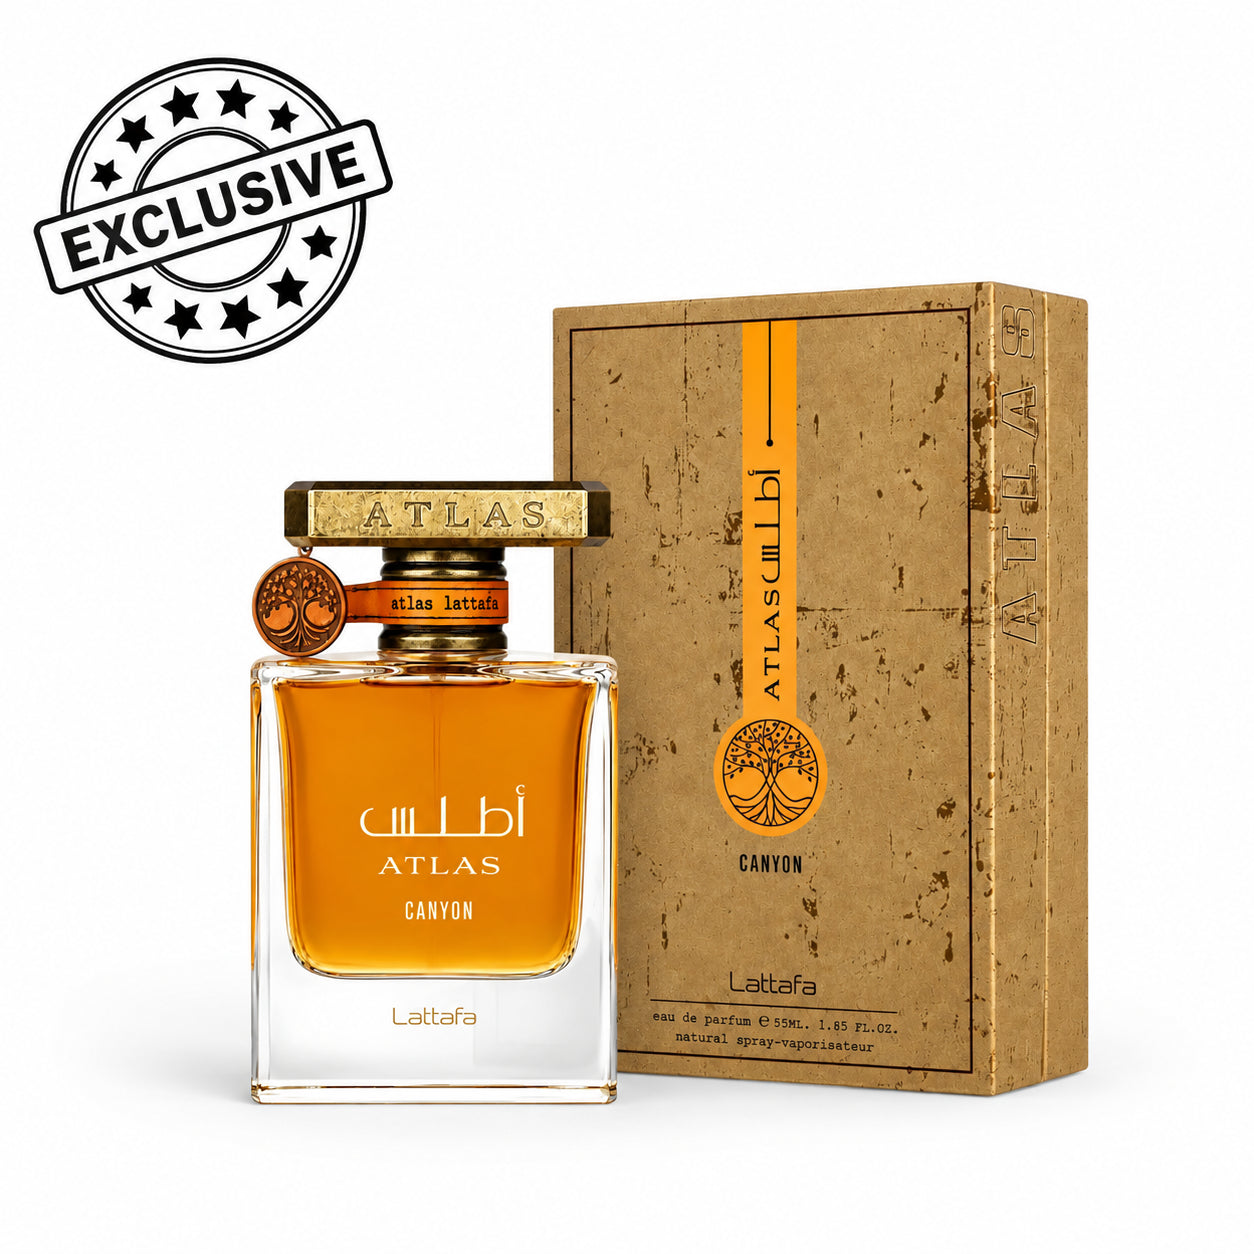 EXCLUSIVE
ATLAS
atlas lattafa
أطلس
ATLAS
CANYON
Lattafa
ATLAS أطلس
CANYON
Lattafa
eau de parfum ℮ 55ML. 1.85 FL.OZ.
natural spray-vaporisateur
ATLAS